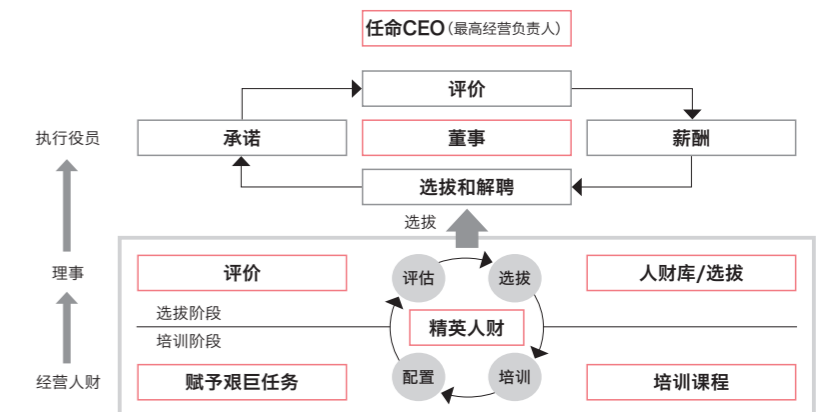 任命CEO（最高经营负责人）
评价
执行役员
承诺
董事
薪酬
选拔和解聘
选拔
理事
评价
评估
选拔
人财库/选拔
选拔阶段
精英人财
培训阶段
经营人财
赋予艰巨任务
配置
培训
培训课程